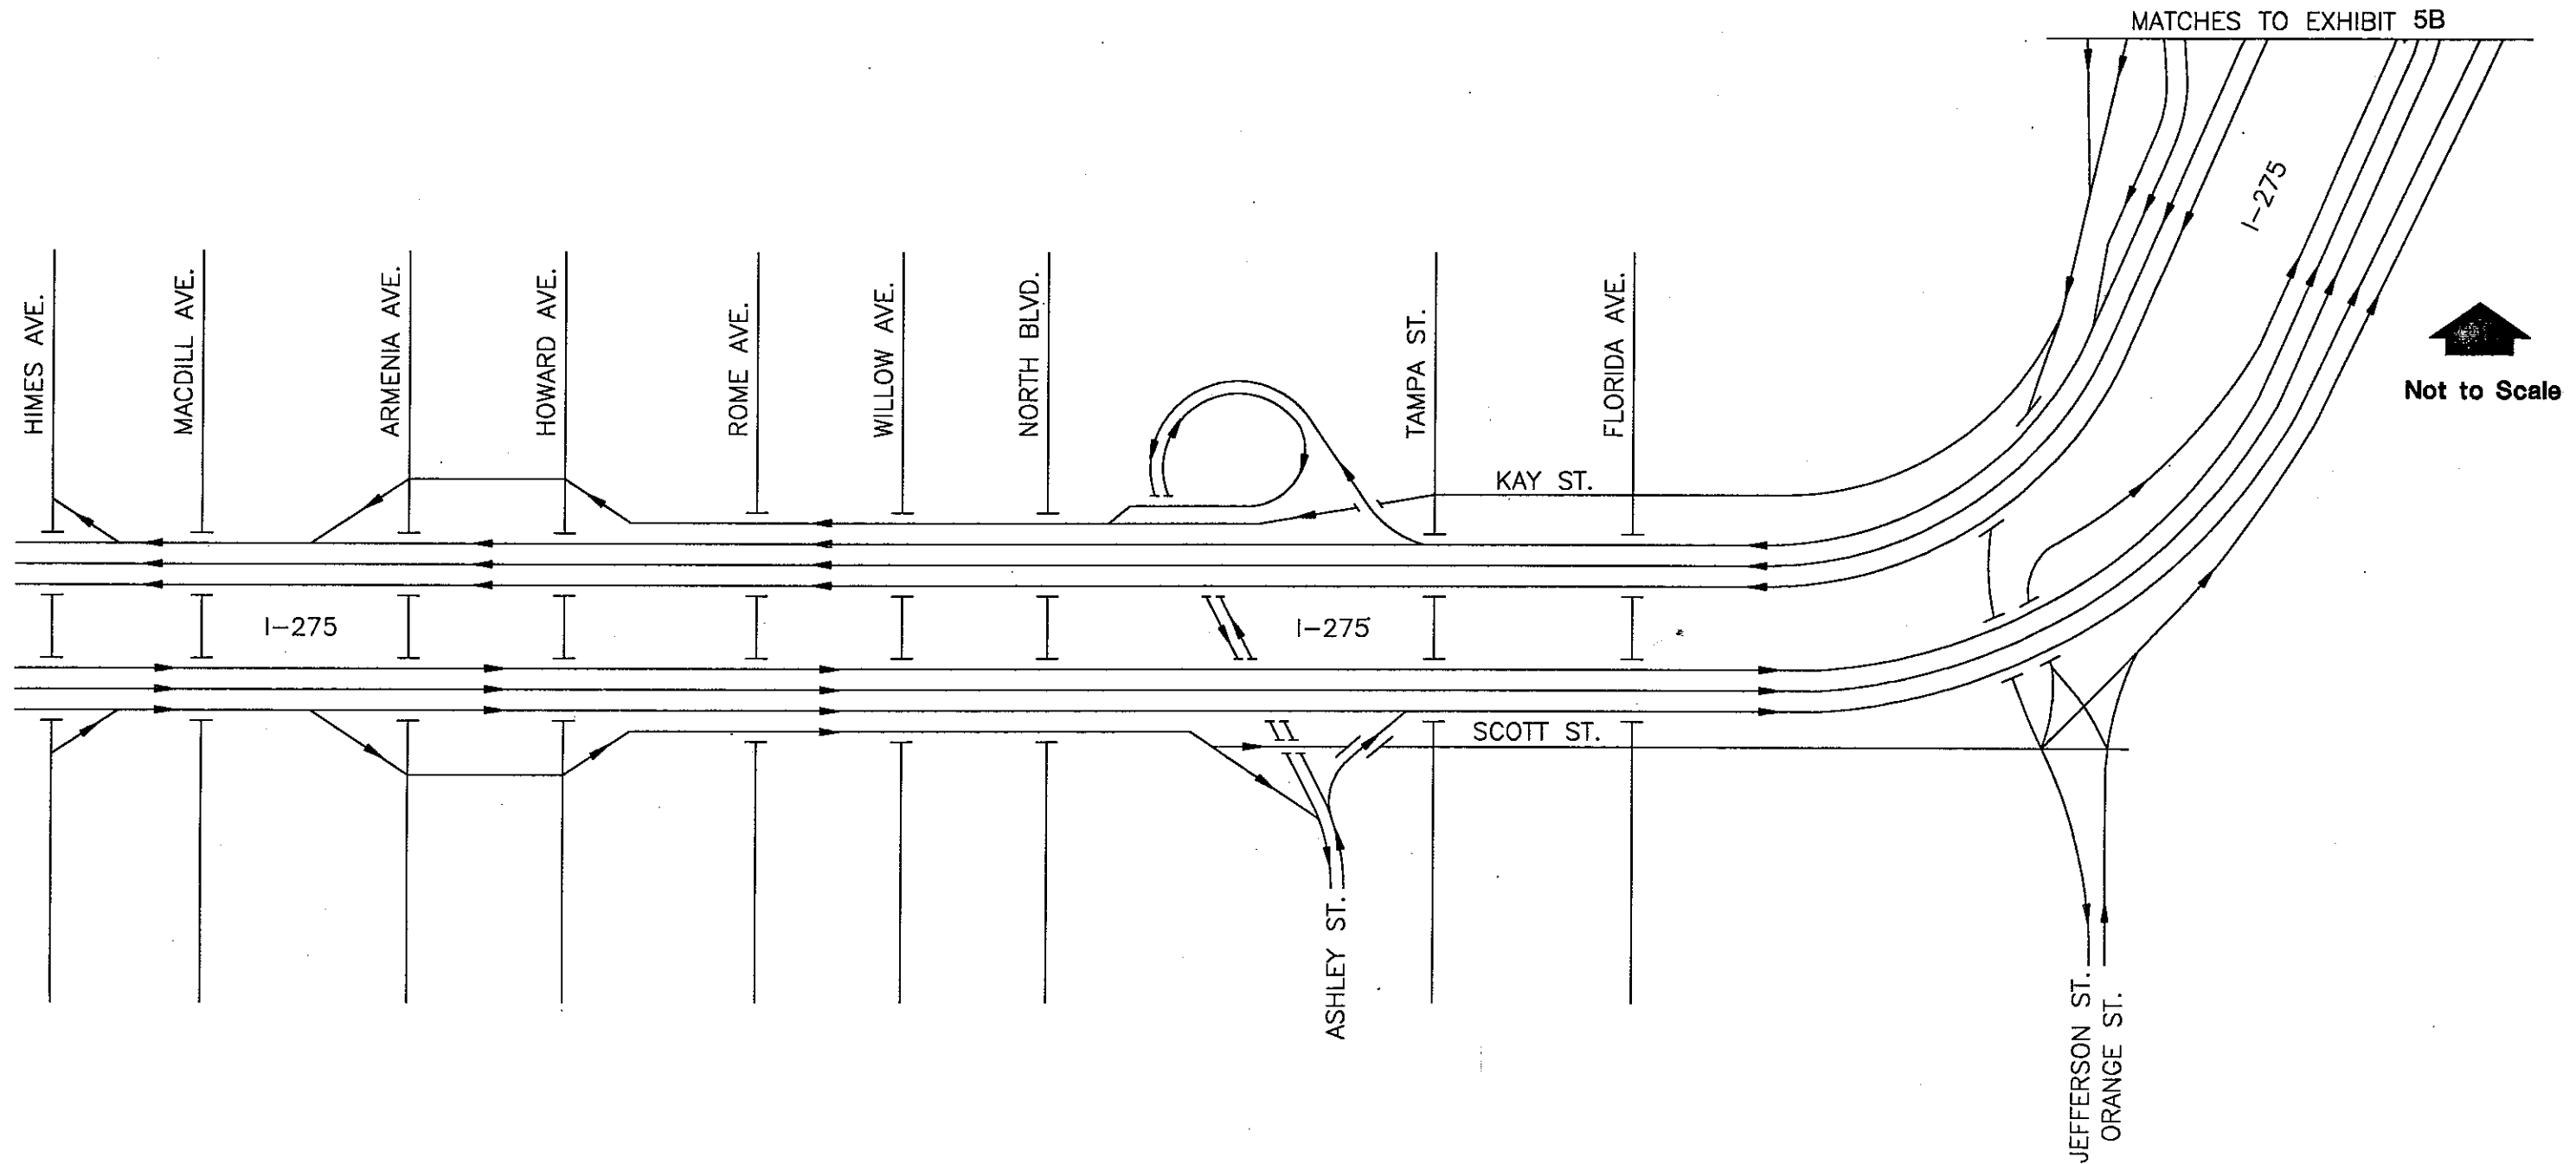 MATCHES TO EXHIBIT 5B
I-275
Not to Scale
HIMES AVE.
MACDILL AVE.
ARMENIA AVE.
HOWARD AVE.
ROME AVE.
WILLOW AVE.
NORTH BLVD.
TAMPA ST.
FLORIDA AVE.
KAY ST.
I-275
I-275
SCOTT ST.
ASHLEY ST.
JEFFERSON ST.
ORANGE ST.